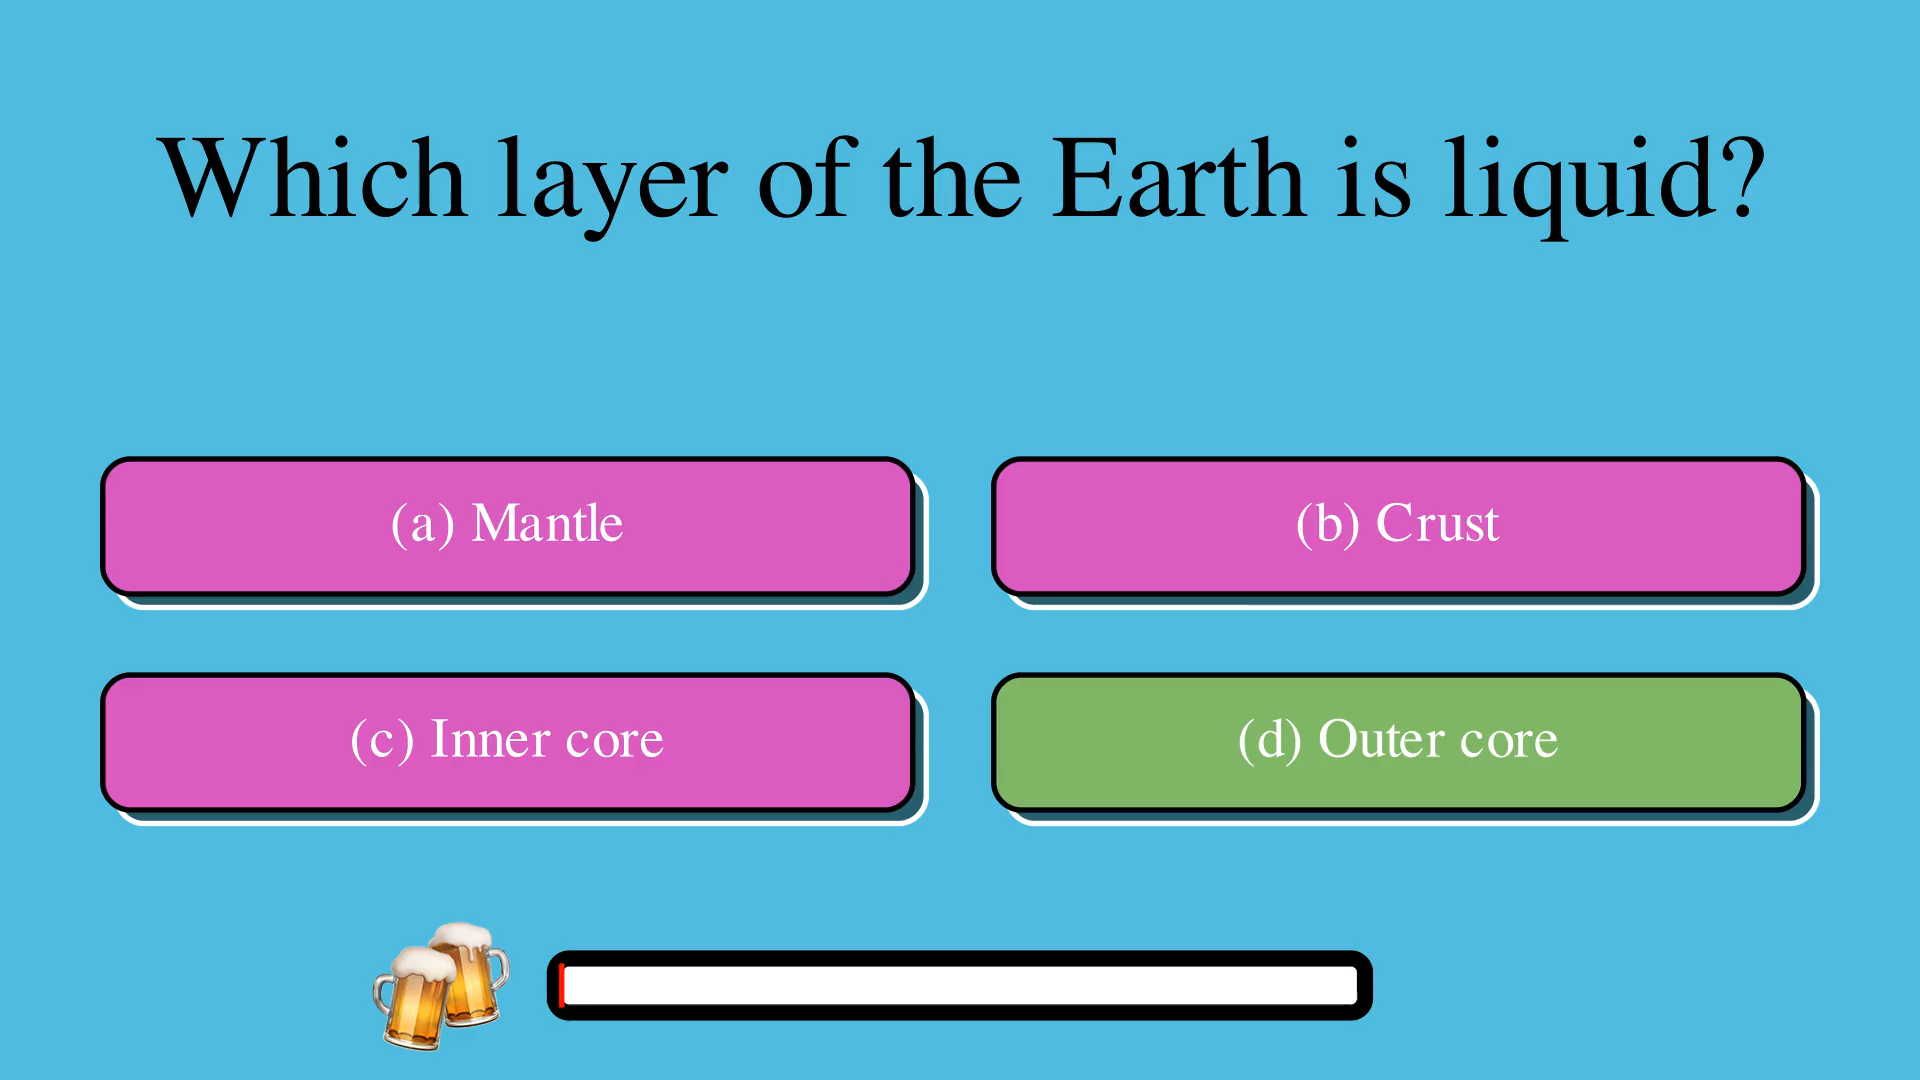 Which layer of the Earth is liquid?
(a) Mantle
(b) Crust
(c) Inner core
(d) Outer core